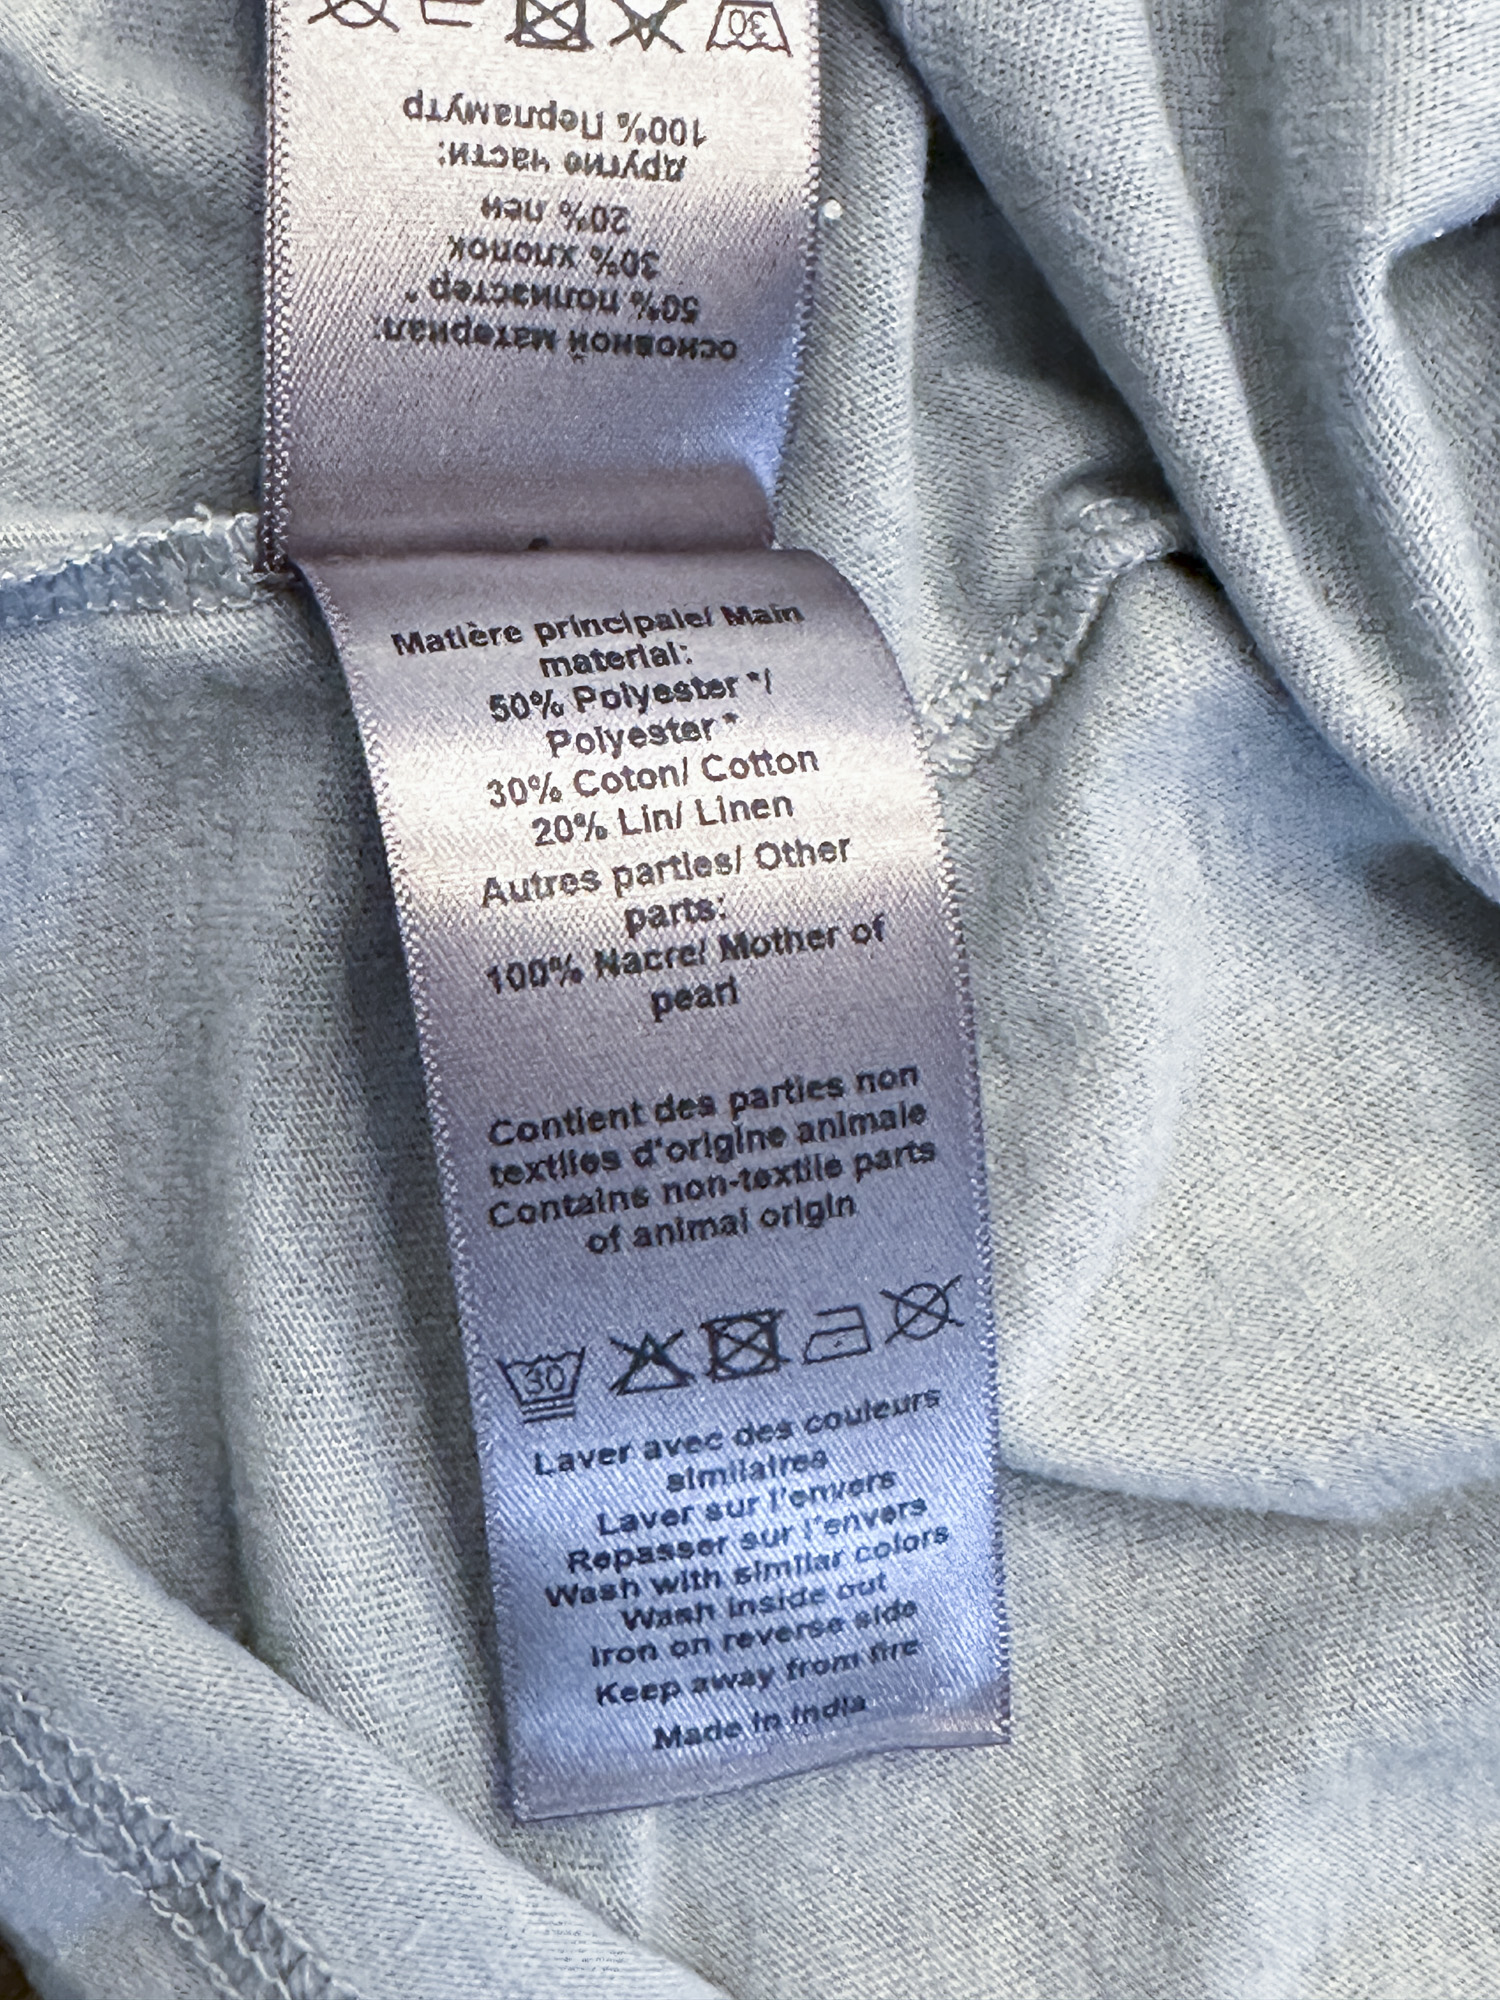 основной материал:
50% полиэстер *
30% хлопок
20% лен
другие части:
100% Перламутр
30
Matière principale/ Main
material:
50% Polyester */
Polyester *
30% Coton/ Cotton
20% Lin/ Linen
Autres parties/ Other
parts:
100% Nacre/ Mother of
pearl
Contient des parties non
textiles d'origine animale
Contains non-textile parts
of animal origin
30
Laver avec des couleurs
similaires
Laver sur l'envers
Repasser sur l'envers
Wash with similar colors
Wash inside out
Iron on reverse side
Keep away from fire
Made in India